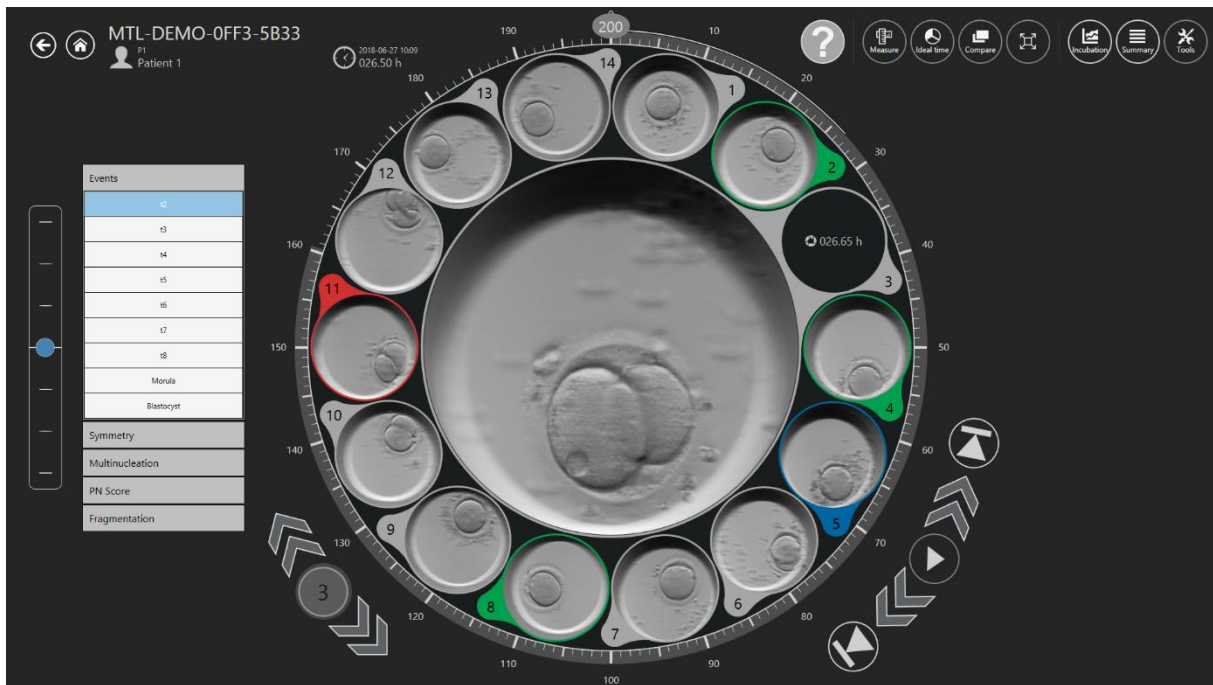 MTL-DEMO-0FF3-5B33
P1
Patient 1
2018-06-27 10:09
026.50 h
?
Measure
Ideal time
Compare
Incubation
Summary
Tools
Events
t2
t3
t4
t5
t6
t7
t8
Morula
Blastocyst
Symmetry
Multinucleation
PN Score
Fragmentation
200
10
20
30
40
50
60
70
80
90
100
110
120
130
140
150
160
170
180
190
1
2
3
4
5
6
7
8
9
10
11
12
13
14
026.65 h
3